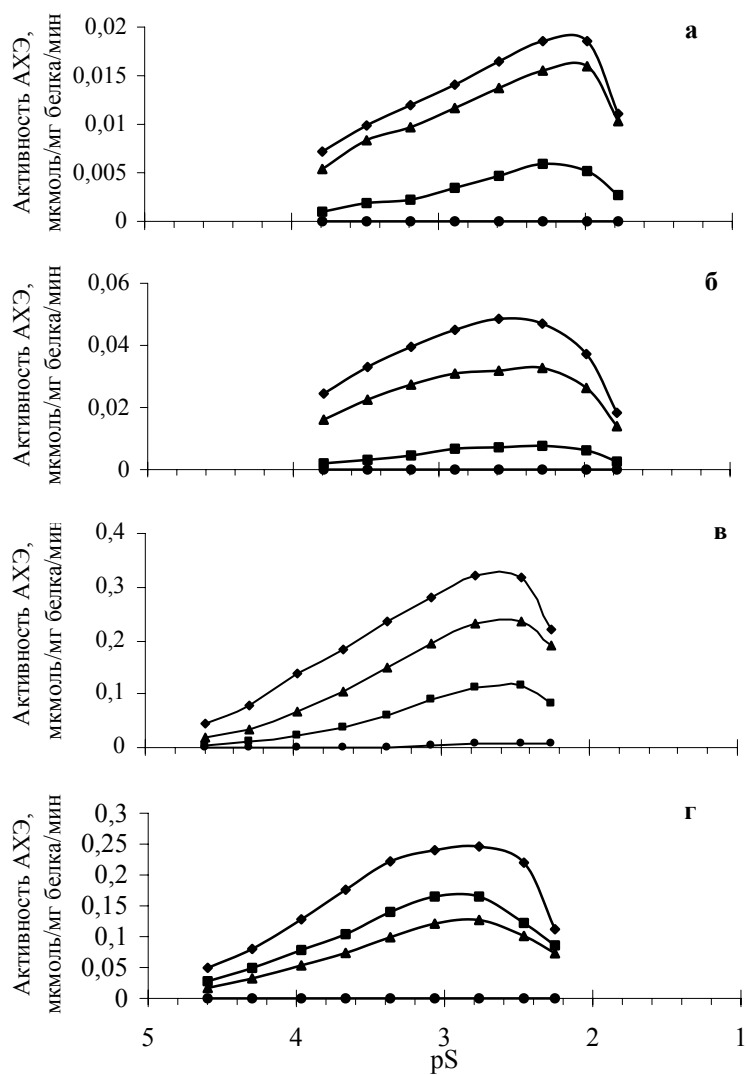 Активность АХЭ,
мкмоль/мг белка/мин
0,02
0,015
0,01
0,005
0
а
Активность АХЭ,
мкмоль/мг белка/мин
0,06
0,04
0,02
0
б
Активность АХЭ,
мкмоль/мг белка/мин
0,4
0,3
0,2
0,1
0
в
Активность АХЭ,
мкмоль/мг белка/мин
0,3
0,25
0,2
0,15
0,1
0,05
0
г
5 4 3 2 1
pS